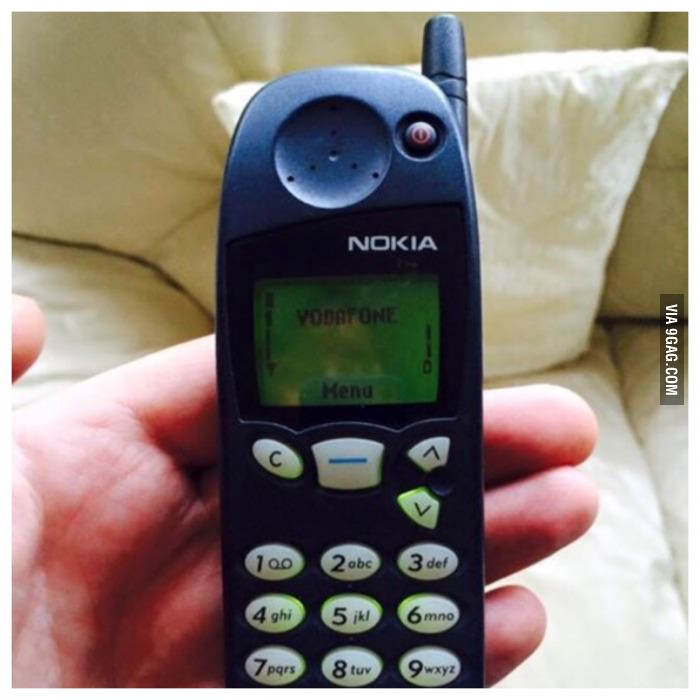 NOKIA
VODAFONE
Menu
C
1
2 abc
3 def
4 ghi
5 jkl
6 mno
7 pqrs
8 tuv
9 wxyz
VIA 9GAG.COM